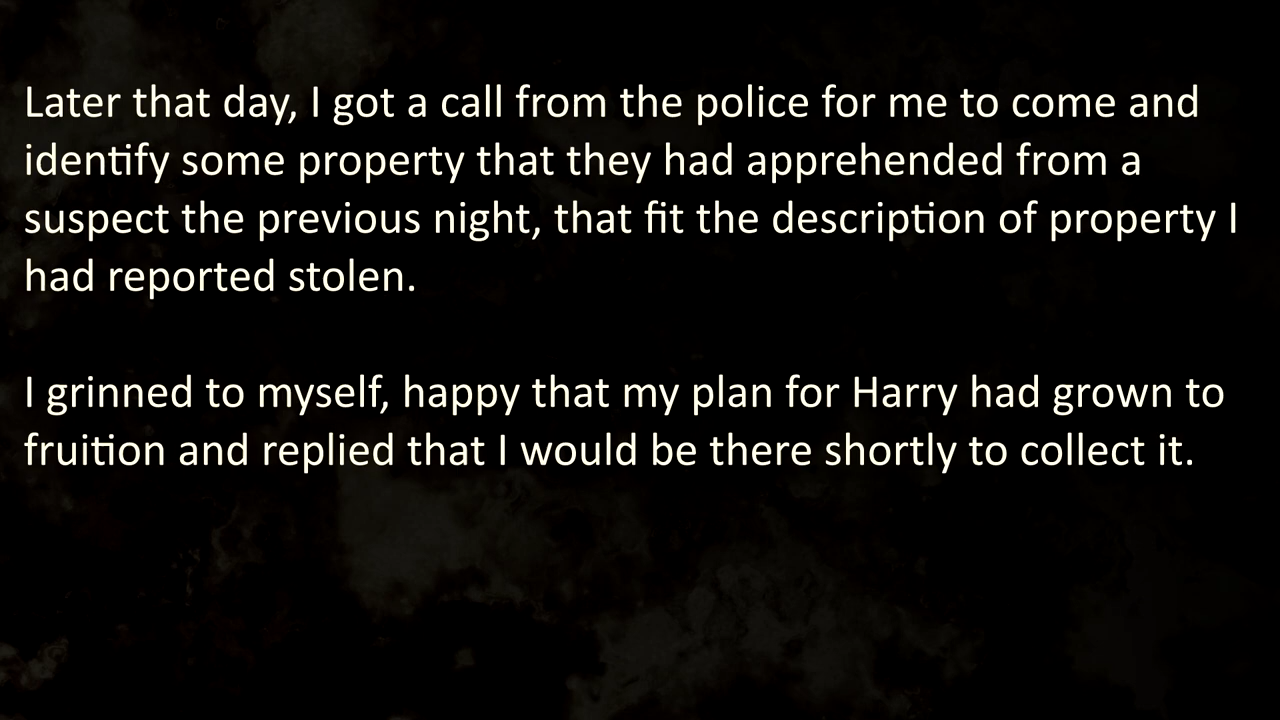 Later that day, I got a call from the police for me to come and
identify some property that they had apprehended from a
suspect the previous night, that fit the description of property I
had reported stolen.
I grinned to myself, happy that my plan for Harry had grown to
fruition and replied that I would be there shortly to collect it.